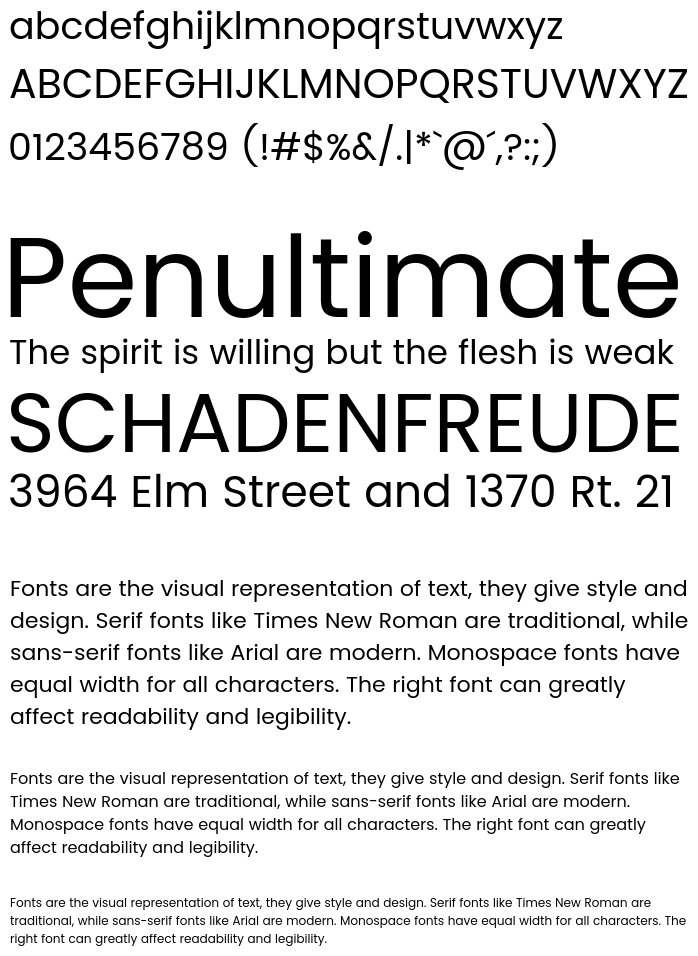 abcdefghijklmnopqrstuvwxyz
ABCDEFGHIJKLMNOPQRSTUVWXYZ
0123456789 (!#$%&/.|*`@´,?:;)
Penultimate
The spirit is willing but the flesh is weak
SCHADENFREUDE
3964 Elm Street and 1370 Rt. 21
Fonts are the visual representation of text, they give style and
design. Serif fonts like Times New Roman are traditional, while
sans-serif fonts like Arial are modern. Monospace fonts have
equal width for all characters. The right font can greatly
affect readability and legibility.
Fonts are the visual representation of text, they give style and design. Serif fonts like
Times New Roman are traditional, while sans-serif fonts like Arial are modern.
Monospace fonts have equal width for all characters. The right font can greatly
affect readability and legibility.
Fonts are the visual representation of text, they give style and design. Serif fonts like Times New Roman are
traditional, while sans-serif fonts like Arial are modern. Monospace fonts have equal width for all characters. The
right font can greatly affect readability and legibility.